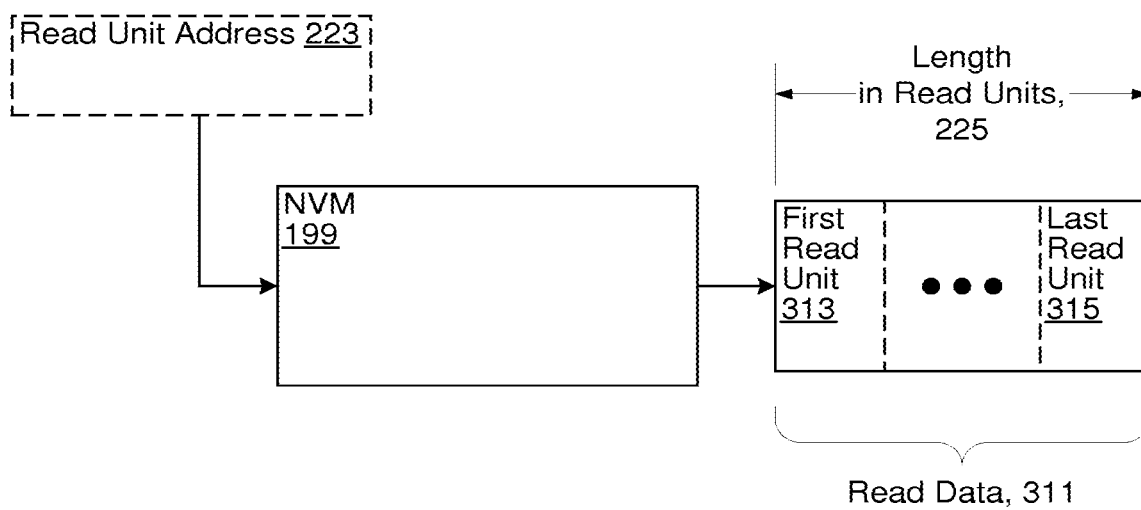 Read Unit Address 223
Length
in Read Units,
225
NVM
199
First
Read
Unit
313
Last
Read
Unit
315
Read Data, 311